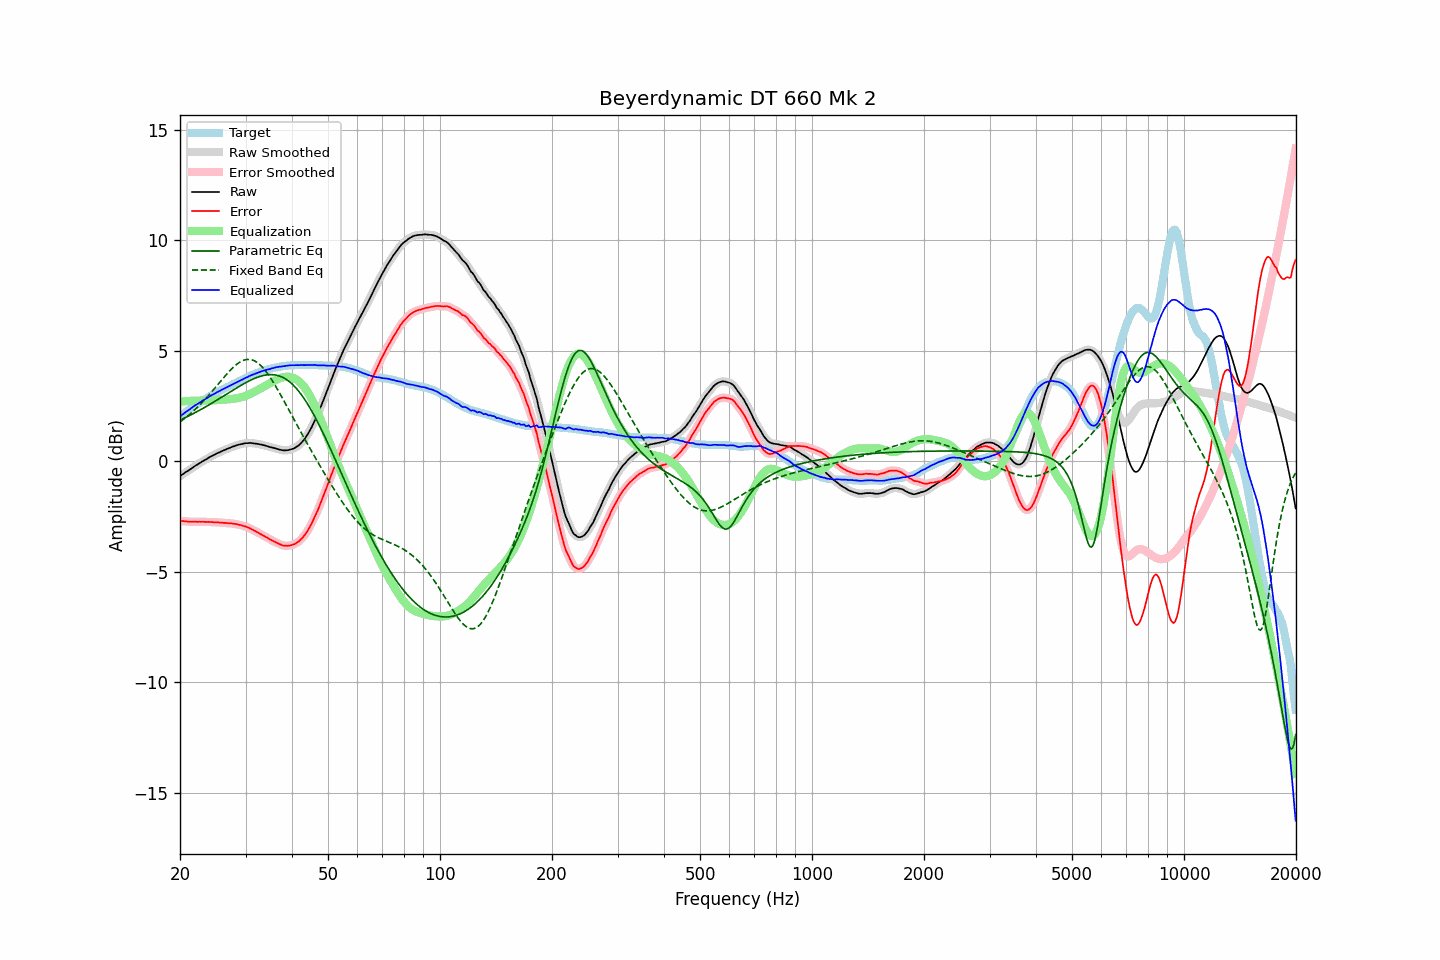 Beyerdynamic DT 660 Mk 2
Target
Raw Smoothed
Error Smoothed
Raw
Error
Equalization
Parametric Eq
Fixed Band Eq
Equalized
Amplitude (dBr)
15
10
5
0
−5
−10
−15
20 50 100 200 500 1000 2000 5000 10000 20000
Frequency (Hz)